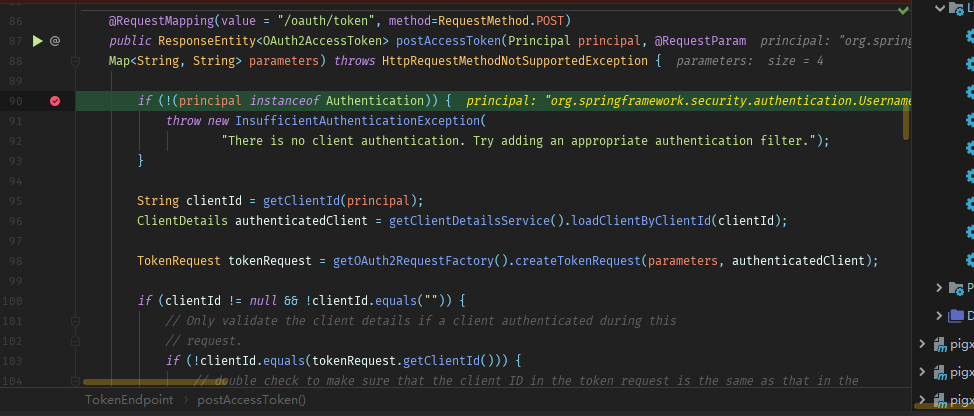 86 @RequestMapping(value = "/oauth/token", method=RequestMethod.POST)
87 @ public ResponseEntity<OAuth2AccessToken> postAccessToken(Principal principal, @RequestParam principal: "org.spring
88 Map<String, String> parameters) throws HttpRequestMethodNotSupportedException { parameters: size = 4
89
90 if (!(principal instanceof Authentication)) { principal: "org.springframework.security.authentication.Username
91 throw new InsufficientAuthenticationException(
92 "There is no client authentication. Try adding an appropriate authentication filter.");
93 }
94
95 String clientId = getClientId(principal);
96 ClientDetails authenticatedClient = getClientDetailsService().loadClientByClientId(clientId);
97
98 TokenRequest tokenRequest = getOAuth2RequestFactory().createTokenRequest(parameters, authenticatedClient);
99
100 if (clientId != null && !clientId.equals("")) {
101 // Only validate the client details if a client authenticated during this
102 // request.
103 if (!clientId.equals(tokenRequest.getClientId())) {
104 // double check to make sure that the client ID in the token request is the same as that in the
TokenEndpoint › postAccessToken()
Li
P
D
pigx
pigx
pigx